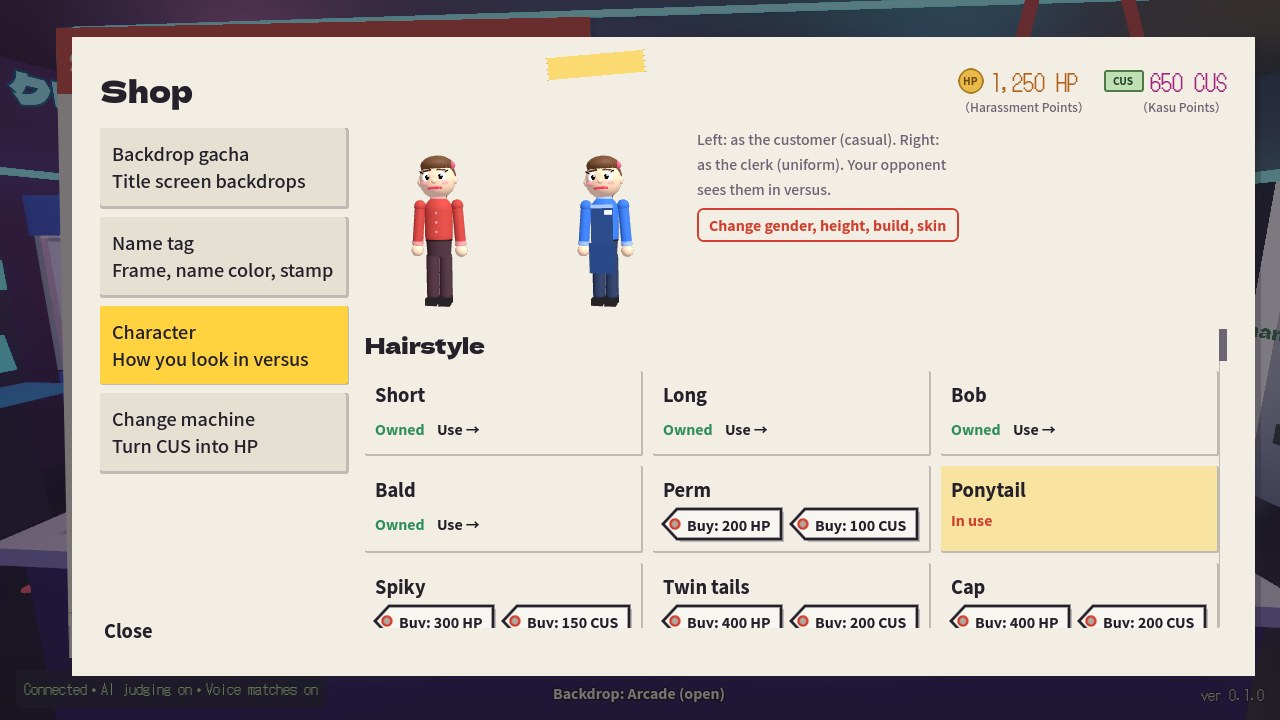 Shop
HP 1,250 HP
(Harassment Points)
CUS 650 CUS
(Kasu Points)
Backdrop gacha
Title screen backdrops
Name tag
Frame, name color, stamp
Character
How you look in versus
Change machine
Turn CUS into HP
Close
Left: as the customer (casual). Right:
as the clerk (uniform). Your opponent
sees them in versus.
Change gender, height, build, skin
Hairstyle
Short
Owned Use →
Long
Owned Use →
Bob
Owned Use →
Bald
Owned Use →
Perm
Buy: 200 HP Buy: 100 CUS
Ponytail
In use
Spiky
Buy: 300 HP Buy: 150 CUS
Twin tails
Buy: 400 HP Buy: 200 CUS
Cap
Buy: 400 HP Buy: 200 CUS
Connected • AI judging on • Voice matches on
Backdrop: Arcade (open)
ver 0.1.0